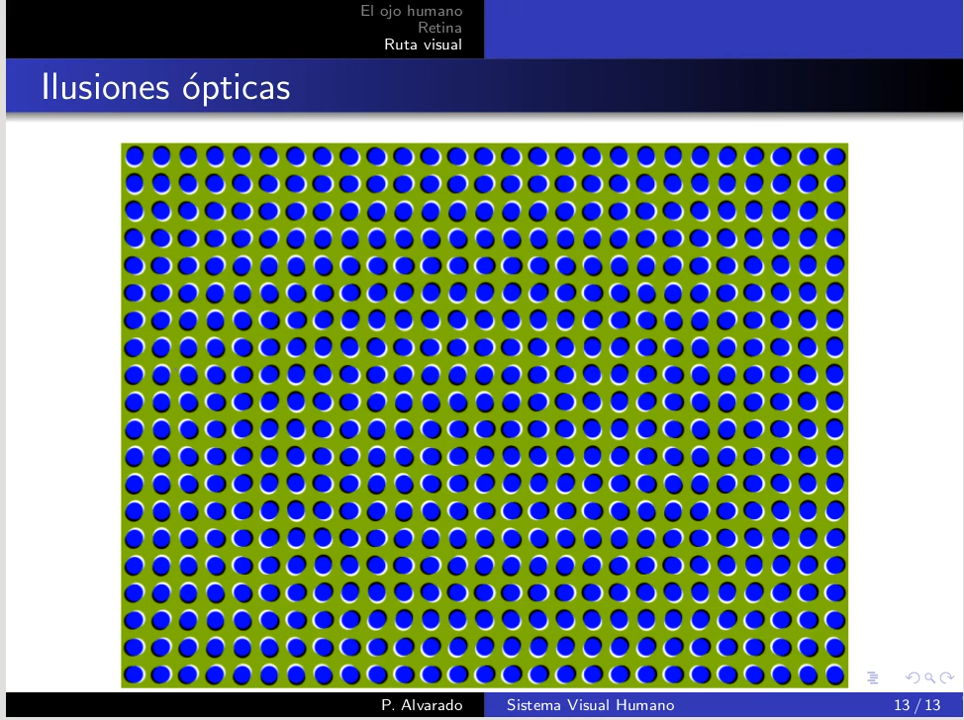 El ojo humano
Retina
Ruta visual
Ilusiones ópticas
P. Alvarado
Sistema Visual Humano
13 / 13